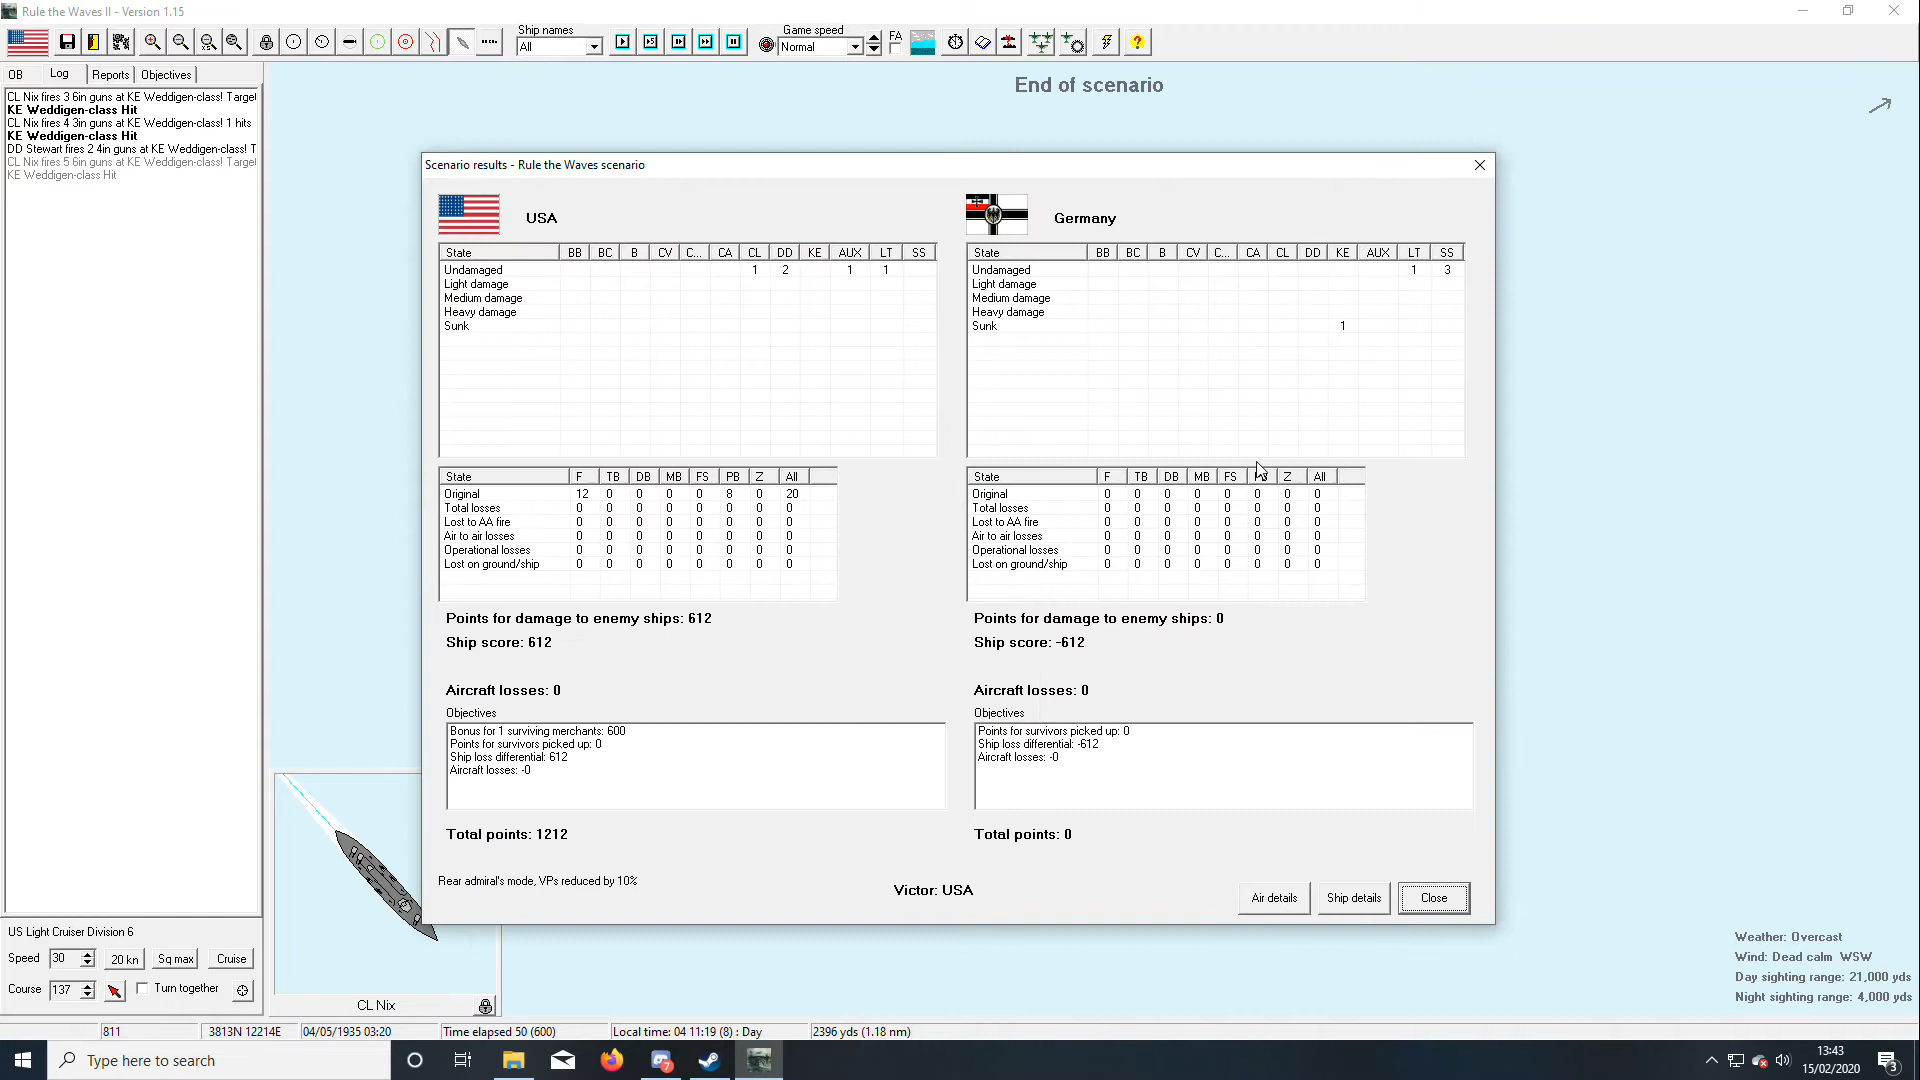 Rule the Waves II - Version 1.15
Ship names
All
Game speed
Normal
FA
OB Log Reports Objectives
CL Nix fires 3 6in guns at KE Weddigen-class! Target
KE Weddigen-class Hit
CL Nix fires 4 3in guns at KE Weddigen-class! 1 hits
KE Weddigen-class Hit
DD Stewart fires 2 4in guns at KE Weddigen-class! T
CL Nix fires 5 6in guns at KE Weddigen-class! Target
KE Weddigen-class Hit
End of scenario
Scenario results - Rule the Waves scenario
USA
State BB BC B CV C... CA CL DD KE AUX LT SS
Undamaged 1 2 1 1
Light damage
Medium damage
Heavy damage
Sunk
State F TB DB MB FS PB Z All
Original 12 0 0 0 0 8 0 20
Total losses 0 0 0 0 0 0 0 0
Lost to AA fire 0 0 0 0 0 0 0 0
Air to air losses 0 0 0 0 0 0 0 0
Operational losses 0 0 0 0 0 0 0 0
Lost on ground/ship 0 0 0 0 0 0 0 0
Points for damage to enemy ships: 612
Ship score: 612
Aircraft losses: 0
Objectives
Bonus for 1 surviving merchants: 600
Points for survivors picked up: 0
Ship loss differential: 612
Aircraft losses: -0
Total points: 1212
Rear admiral's mode, VPs reduced by 10%
Germany
State BB BC B CV C... CA CL DD KE AUX LT SS
Undamaged 1 3
Light damage
Medium damage
Heavy damage
Sunk 1
State F TB DB MB FS Z All
Original 0 0 0 0 0 0 0 0
Total losses 0 0 0 0 0 0 0 0
Lost to AA fire 0 0 0 0 0 0 0 0
Air to air losses 0 0 0 0 0 0 0 0
Operational losses 0 0 0 0 0 0 0 0
Lost on ground/ship 0 0 0 0 0 0 0 0
Points for damage to enemy ships: 0
Ship score: -612
Aircraft losses: 0
Objectives
Points for survivors picked up: 0
Ship loss differential: -612
Aircraft losses: -0
Total points: 0
Victor: USA
Air details Ship details Close
US Light Cruiser Division 6
Speed 30 20 kn Sq max Cruise
Course 137 Turn together
CL Nix
Weather: Overcast
Wind: Dead calm WSW
Day sighting range: 21,000 yds
Night sighting range: 4,000 yds
811 3813N 12214E 04/05/1935 03:20 Time elapsed 50 (600) Local time: 04 11:19 (8) : Day 2396 yds (1.18 nm)
Type here to search
7
13:43
15/02/2020
3